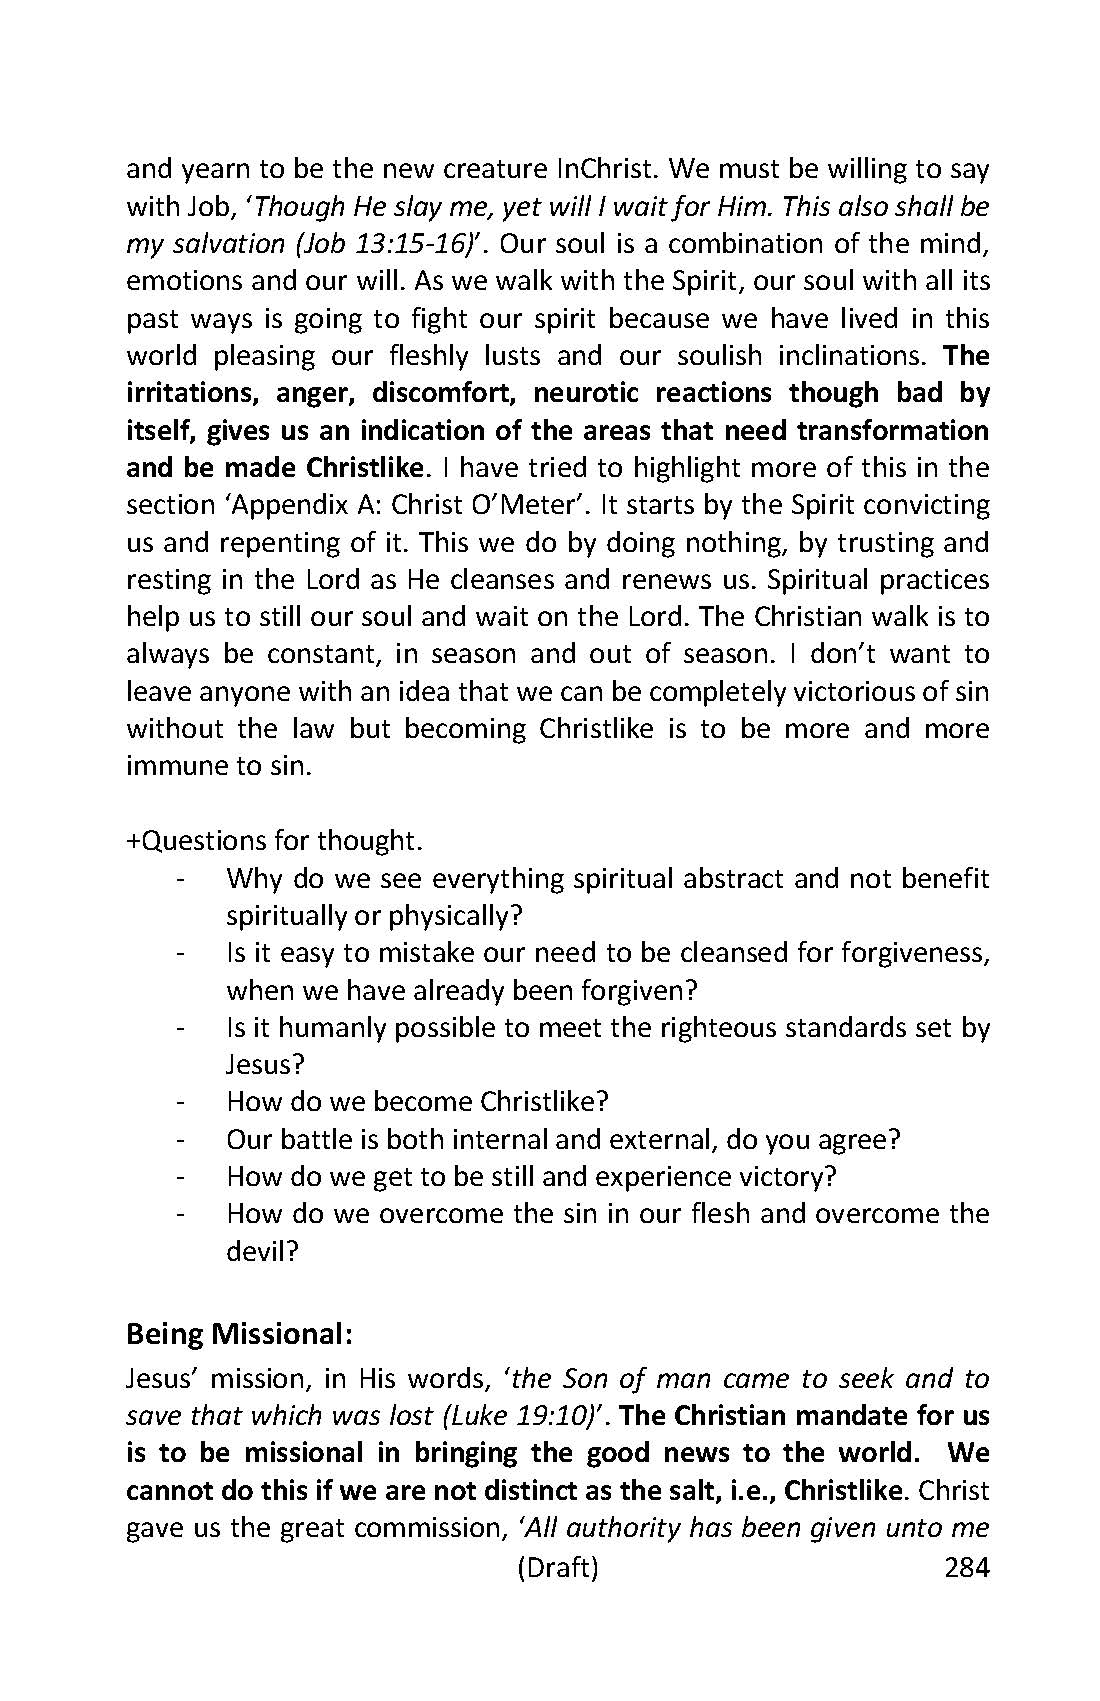 and yearn to be the new creature InChrist. We must be willing to say
with Job, ‘Though He slay me, yet will I wait for Him. This also shall be
my salvation (Job 13:15-16)’. Our soul is a combination of the mind,
emotions and our will. As we walk with the Spirit, our soul with all its
past ways is going to fight our spirit because we have lived in this
world pleasing our fleshly lusts and our soulish inclinations. The
irritations, anger, discomfort, neurotic reactions though bad by
itself, gives us an indication of the areas that need transformation
and be made Christlike. I have tried to highlight more of this in the
section ‘Appendix A: Christ O’Meter’. It starts by the Spirit convicting
us and repenting of it. This we do by doing nothing, by trusting and
resting in the Lord as He cleanses and renews us. Spiritual practices
help us to still our soul and wait on the Lord. The Christian walk is to
always be constant, in season and out of season. I don’t want to
leave anyone with an idea that we can be completely victorious of sin
without the law but becoming Christlike is to be more and more
immune to sin.
+Questions for thought.
- Why do we see everything spiritual abstract and not benefit
spiritually or physically?
- Is it easy to mistake our need to be cleansed for forgiveness,
when we have already been forgiven?
- Is it humanly possible to meet the righteous standards set by
Jesus?
- How do we become Christlike?
- Our battle is both internal and external, do you agree?
- How do we get to be still and experience victory?
- How do we overcome the sin in our flesh and overcome the
devil?
Being Missional:
Jesus’ mission, in His words, ‘the Son of man came to seek and to
save that which was lost (Luke 19:10)’. The Christian mandate for us
is to be missional in bringing the good news to the world. We
cannot do this if we are not distinct as the salt, i.e., Christlike. Christ
gave us the great commission, ‘All authority has been given unto me
(Draft) 284